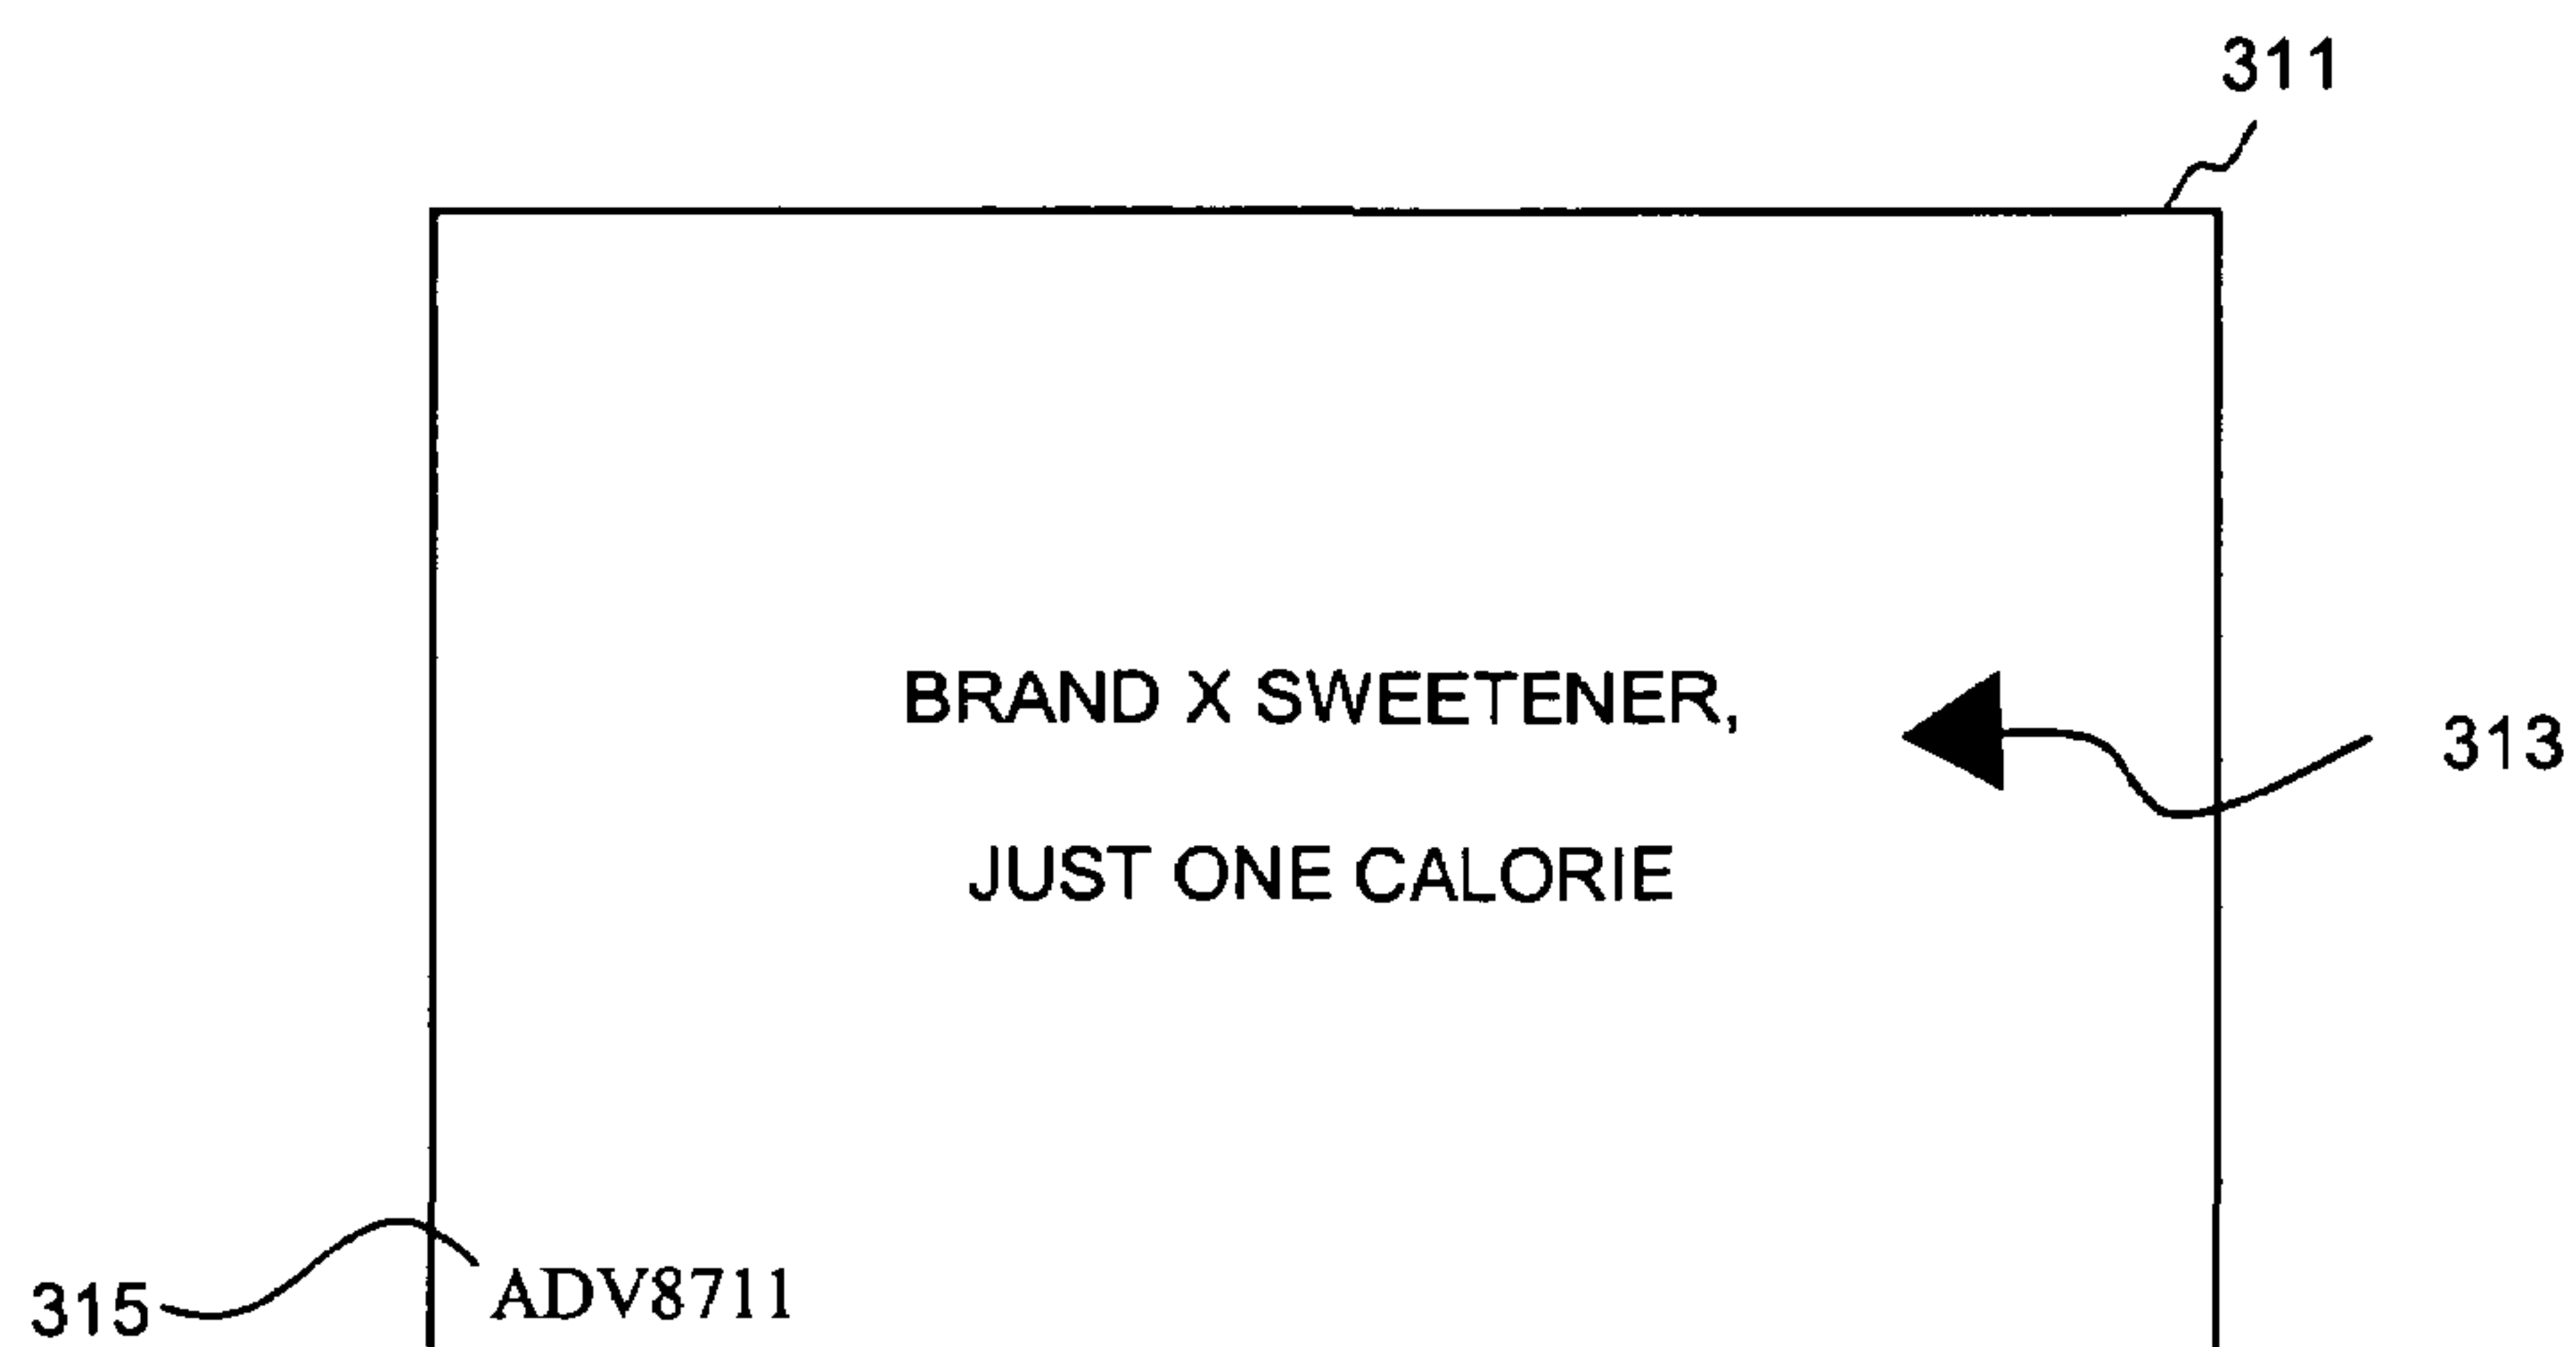 311
BRAND X SWEETENER,
313
JUST ONE CALORIE
315
ADV8711